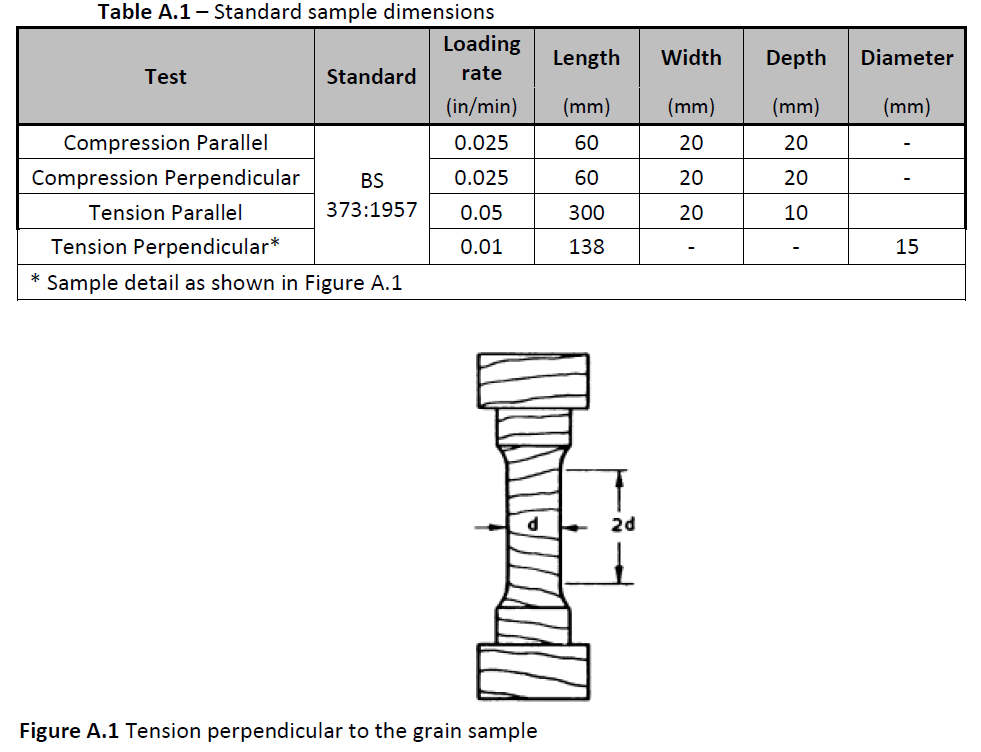 Table A.1 – Standard sample dimensions
Test Standard Loading rate (in/min) Length (mm) Width (mm) Depth (mm) Diameter (mm)
Compression Parallel BS 373:1957 0.025 60 20 20 -
Compression Perpendicular 0.025 60 20 20 -
Tension Parallel 0.05 300 20 10
Tension Perpendicular* 0.01 138 - - 15
* Sample detail as shown in Figure A.1
d
2d
Figure A.1 Tension perpendicular to the grain sample